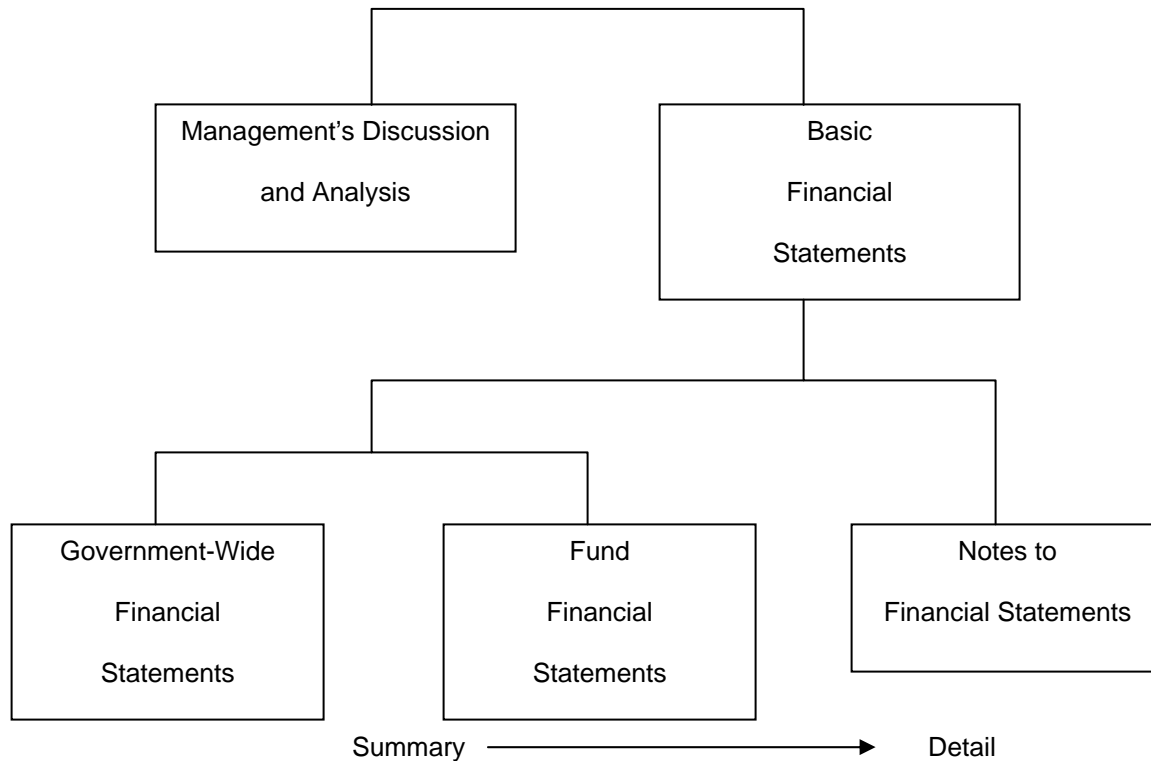 Management’s Discussion
and Analysis
Basic
Financial
Statements
Government-Wide
Financial
Statements
Fund
Financial
Statements
Notes to
Financial Statements
Summary
Detail